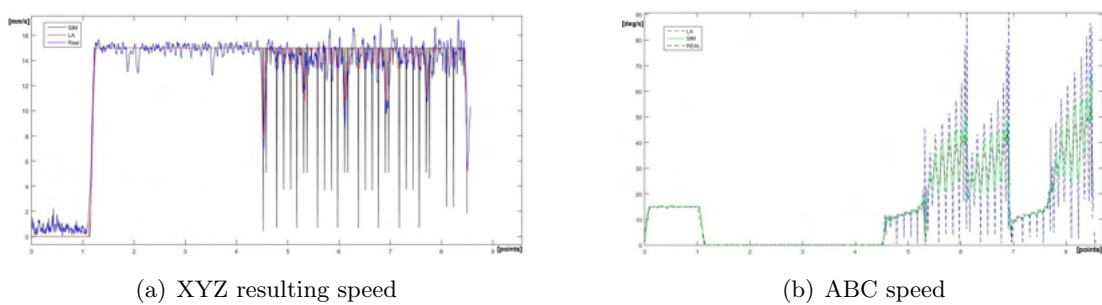 [mm/s]
SIM
LA
Real
16
14
12
10
8
6
4
2
0
0 1 2 3 4 5 6 7 8 9
[points]
(a) XYZ resulting speed
[deg/s]
90
80
70
60
50
40
30
20
10
0
LA
SIM
REAL
0 1 2 3 4 5 6 7 8
[points]
(b) ABC speed